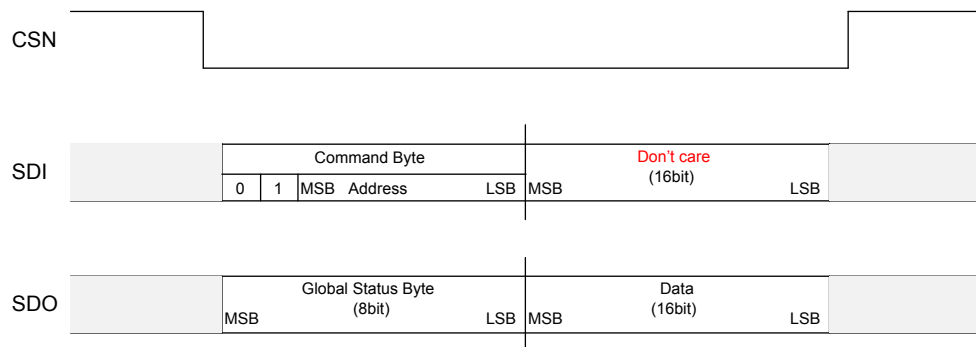 CSN
SDI
Command Byte
0 1 MSB Address LSB
Don't care
(16bit)
MSB LSB
SDO
Global Status Byte
(8bit)
MSB LSB
Data
(16bit)
MSB LSB